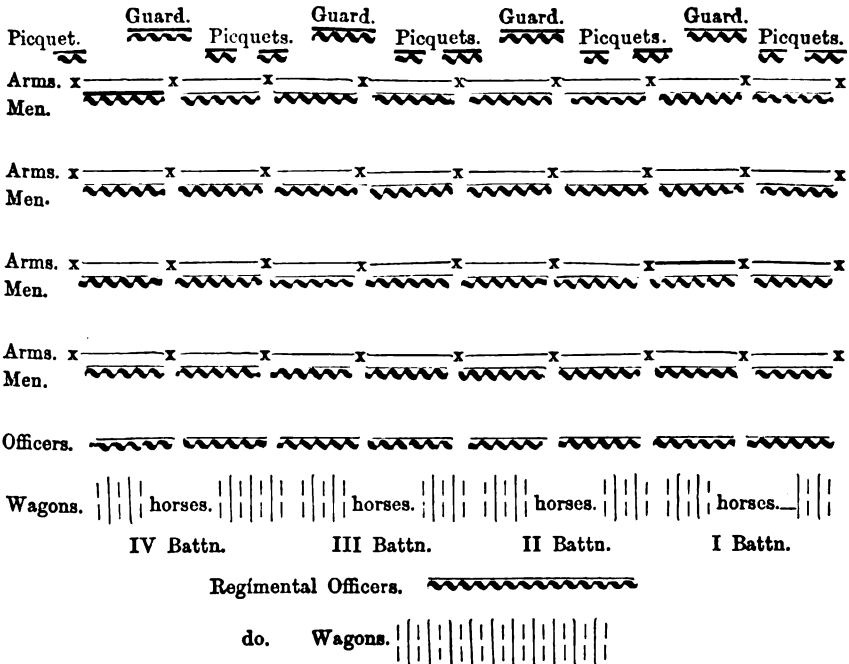 Guard. Guard. Guard. Guard.
Picquet. Picquets. Picquets. Picquets. Picquets.
Arms. x x x x x x x x x
Men.
Arms. x x x x x x x x x
Men.
Arms. x x x x x x x x x
Men.
Arms. x x x x x x x x x
Men.
Officers.
Wagons. horses. horses. horses. horses.
IV Battn. III Battn. II Battn. I Battn.
Regimental Officers.
do. Wagons.